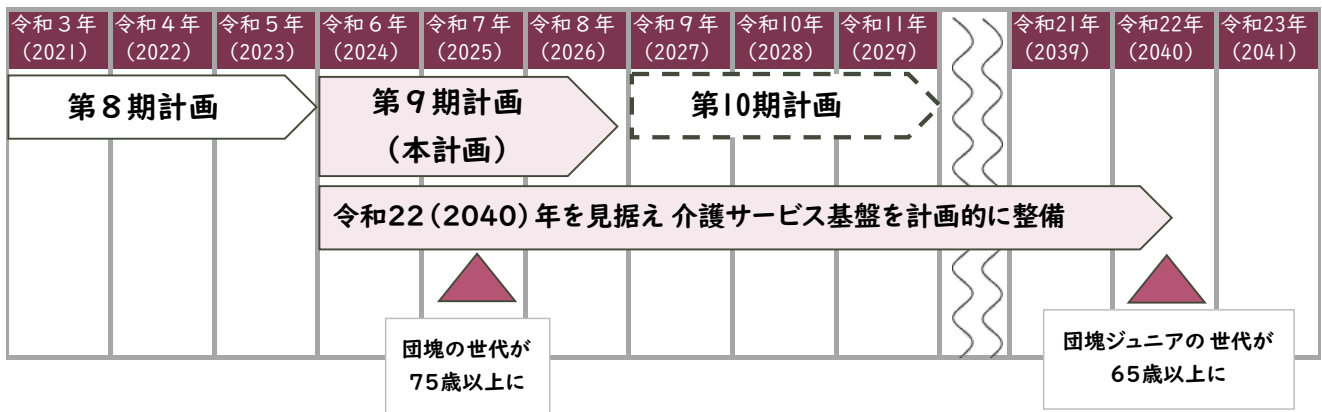 令和3年 令和4年 令和5年 令和6年 令和7年 令和8年 令和9年 令和10年 令和11年 令和21年 令和22年 令和23年
(2021) (2022) (2023) (2024) (2025) (2026) (2027) (2028) (2029) (2039) (2040) (2041)
第8期計画
第9期計画
(本計画)
第10期計画
令和22(2040)年を見据え 介護サービス基盤を計画的に整備
団塊の世代が
75歳以上に
団塊ジュニアの 世代が
65歳以上に